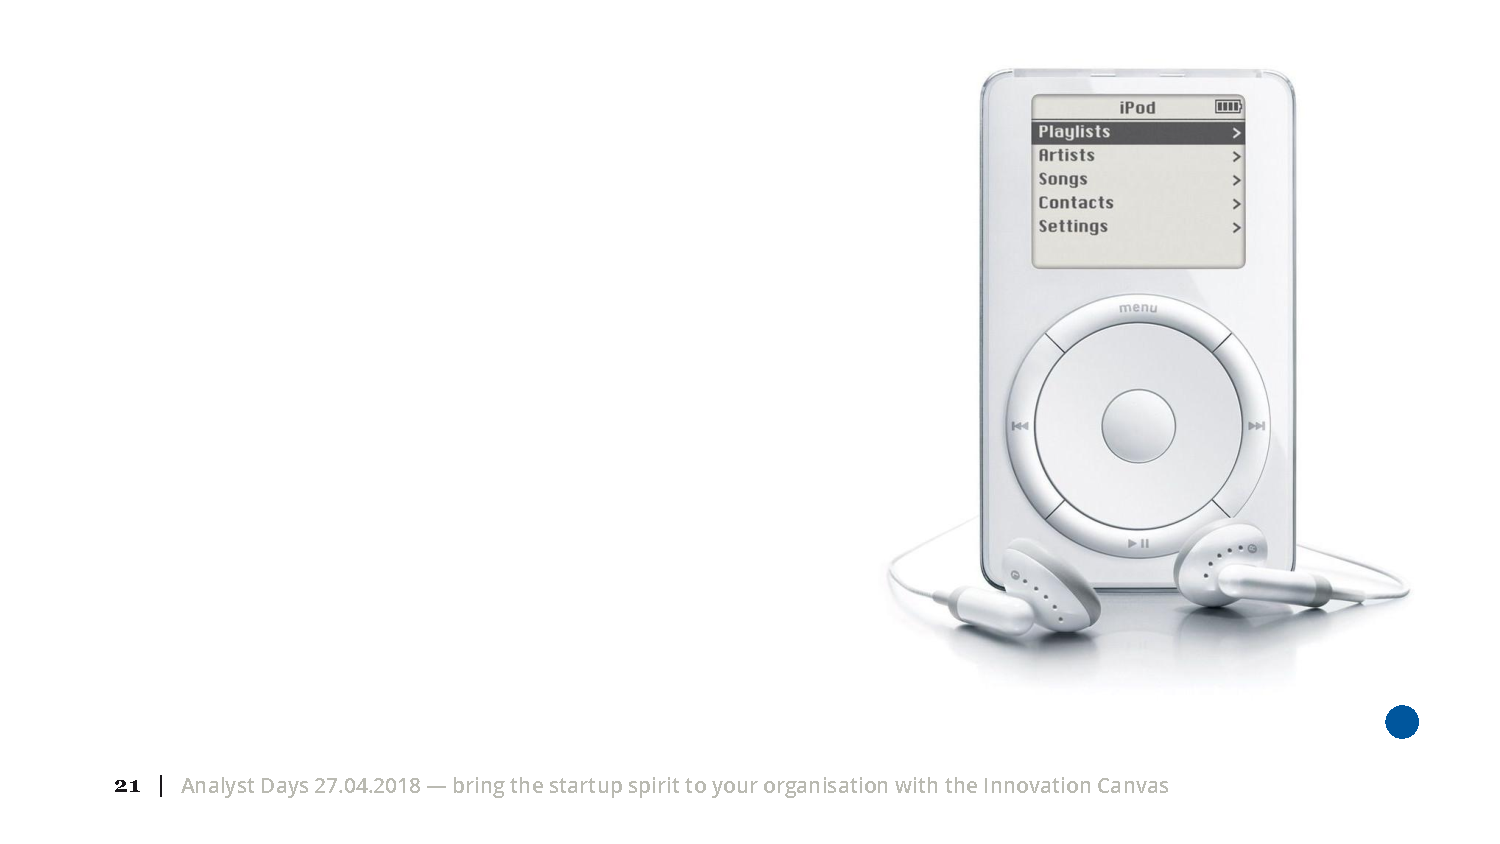 iPod
Playlists >
Artists >
Songs >
Contacts >
Settings >
menu
21 | Analyst Days 27.04.2018 — bring the startup spirit to your organisation with the Innovation Canvas